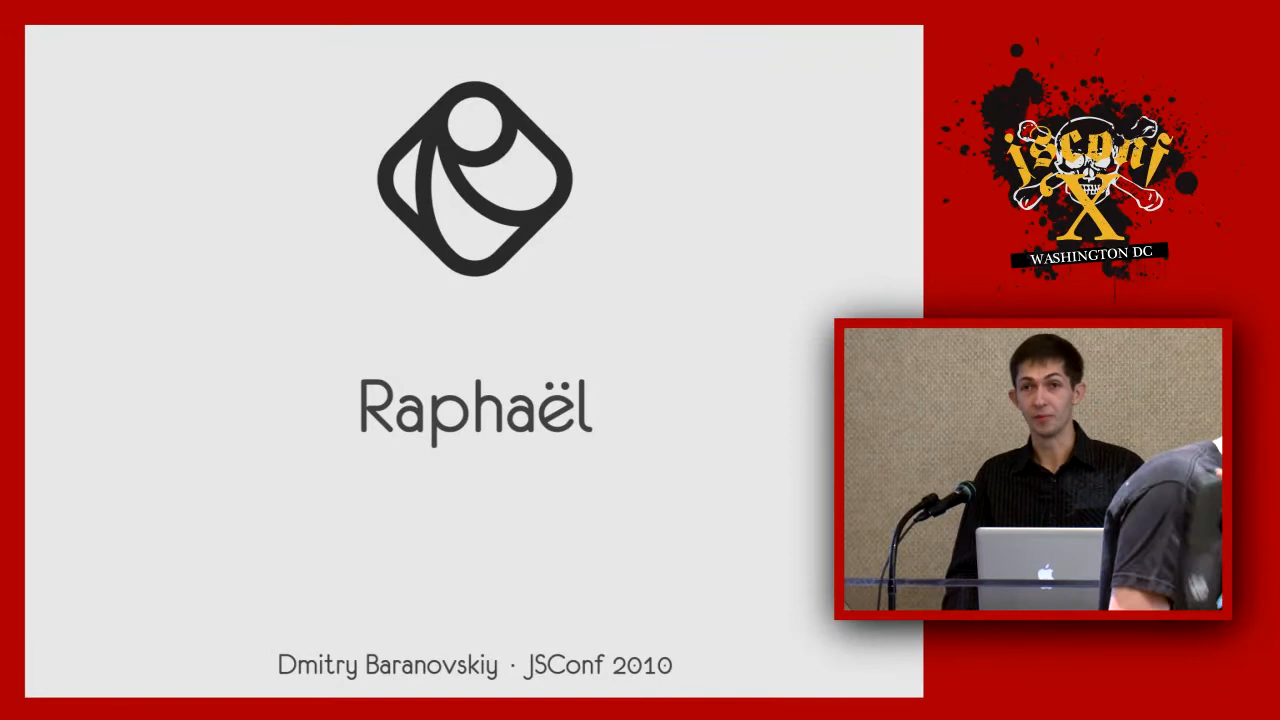 Raphaël
Dmitry Baranovskiy · JSConf 2010
jsconf
X
WASHINGTON DC